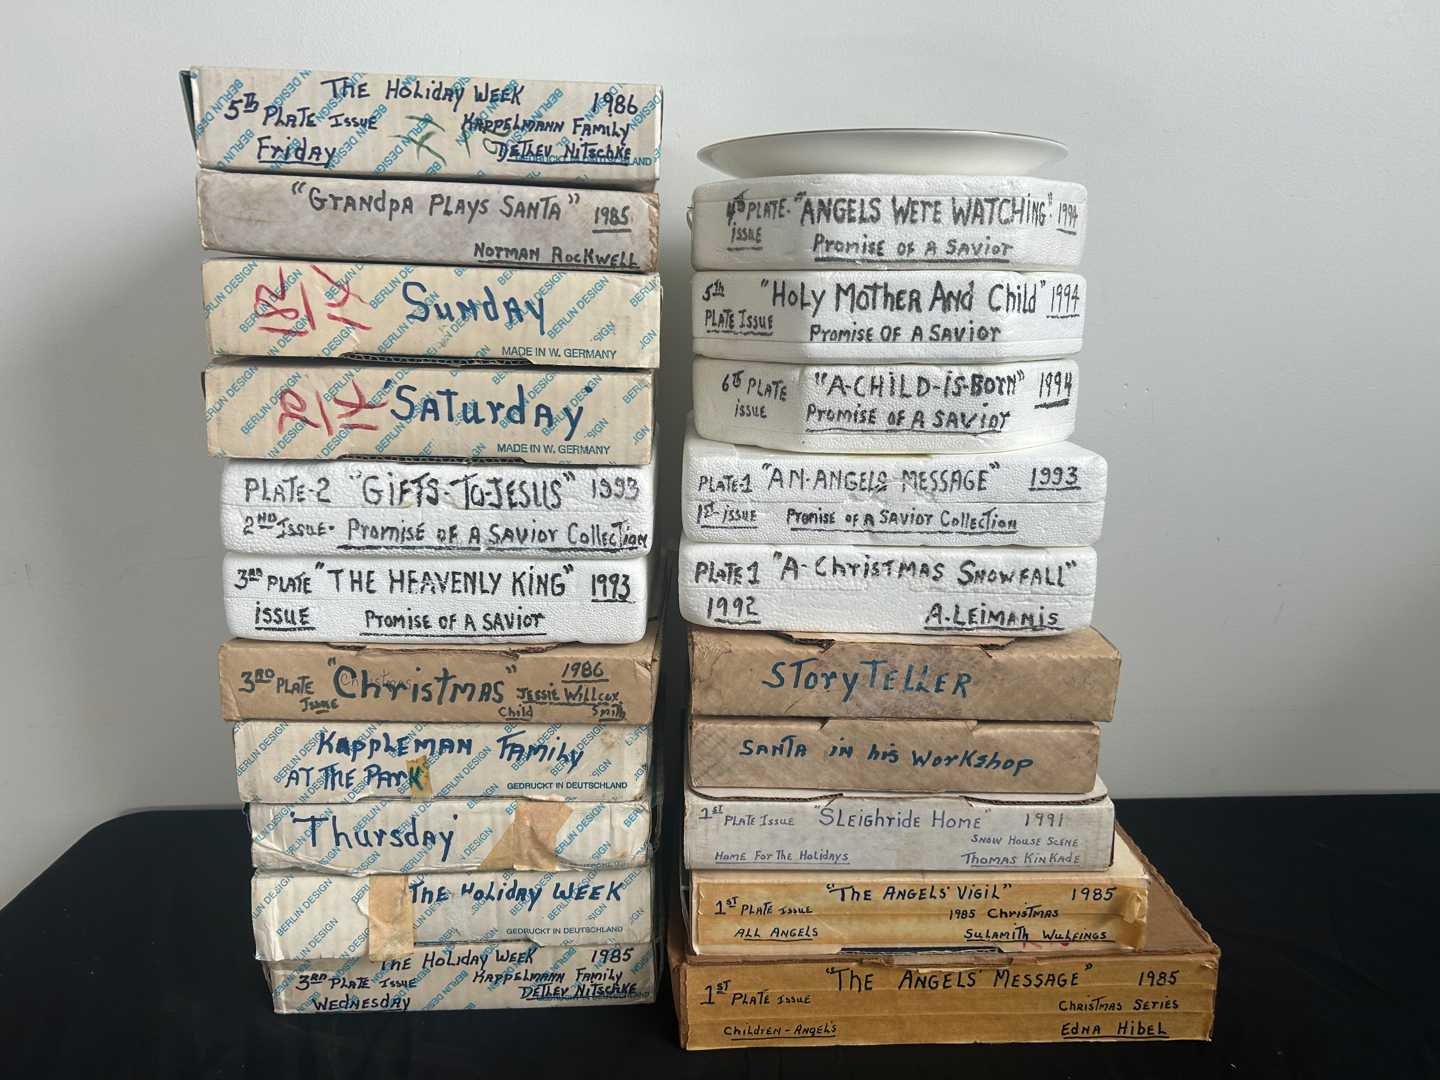 THE HOLIDAY WEEK 1986
5TH PLATE ISSUE KAPPELMANN FAMILY
FRIDAY DETLEV NITSCHKE
GEDRUCKT IN DEUTSCHLAND
"GRANDPA PLAYS SANTA" 1985
NORMAN ROCKWELL
BERLIN DESIGN
SUNDAY
MADE IN W. GERMANY
"SATURDAY"
MADE IN W. GERMANY
PLATE-2 "GIFTS-TO-JESUS" 1993
2ND ISSUE- PROMISE OF A SAVIOR COLLECTION
3RD PLATE "THE HEAVENLY KING" 1993
ISSUE PROMISE OF A SAVIOR
3RD PLATE ISSUE "CHRISTMAS" 1986
Child JESSIE WILLCOX SMITH
KAPPLEMAN FAMILY
AT THE PARK
GEDRUCKT IN DEUTSCHLAND
'THURSDAY'
THE HOLIDAY WEEK
GEDRUCKT IN DEUTSCHLAND
THE HOLIDAY WEEK 1985
3RD PLATE ISSUE KAPPELMANN FAMILY
WEDNESDAY DETLEV NITSCHKE
4TH PLATE- "ANGELS WERE WATCHING" 1994
ISSUE PROMISE OF A SAVIOR
5TH "HOLY MOTHER AND CHILD" 1994
PLATE ISSUE PROMISE OF A SAVIOR
6TH PLATE "A-CHILD-IS-BORN" 1994
ISSUE PROMISE OF A SAVIOR
PLATE-1 "AN-ANGELS MESSAGE" 1993
1ST-ISSUE PROMISE OF A SAVIOR COLLECTION
PLATE 1 "A-CHRISTMAS SNOWFALL"
1992 A.LEIMANIS
STORYTELLER
SANTA in his WORKSHOP
1ST PLATE ISSUE "SLEIGHRIDE HOME" 1991
SNOW HOUSE SCENE
HOME FOR THE HOLIDAYS THOMAS KINKADE
1ST PLATE ISSUE "THE ANGELS' VIGIL" 1985
1985 CHRISTMAS
ALL ANGELS SULAMITH WULFINGS
1ST PLATE ISSUE "THE ANGELS' MESSAGE" 1985
CHRISTMAS SERIES
CHILDREN-ANGEL'S EDNA HIBEL